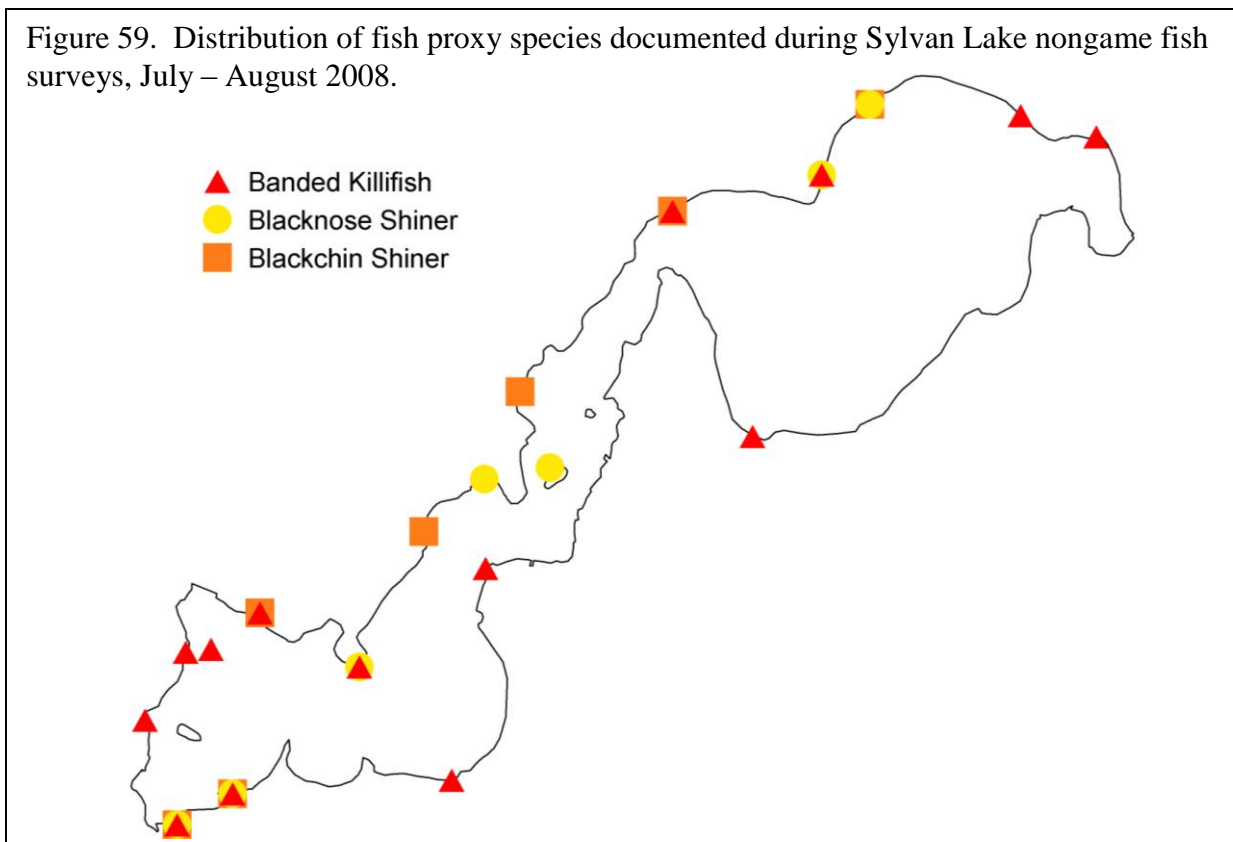 Figure 59.  Distribution of fish proxy species documented during Sylvan Lake nongame fish
surveys, July – August 2008.
Banded Killifish
Blacknose Shiner
Blackchin Shiner